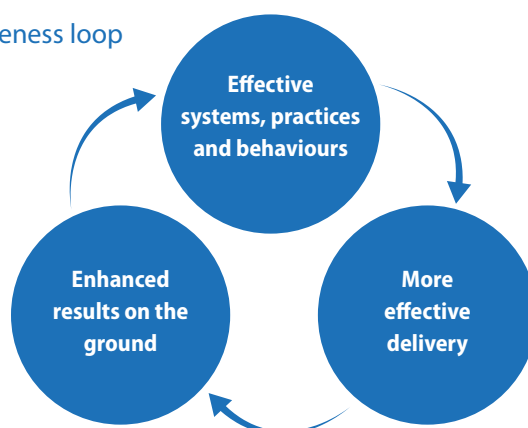 eness loop
Effective
systems, practices
and behaviours
Enhanced
results on the
ground
More
effective
delivery